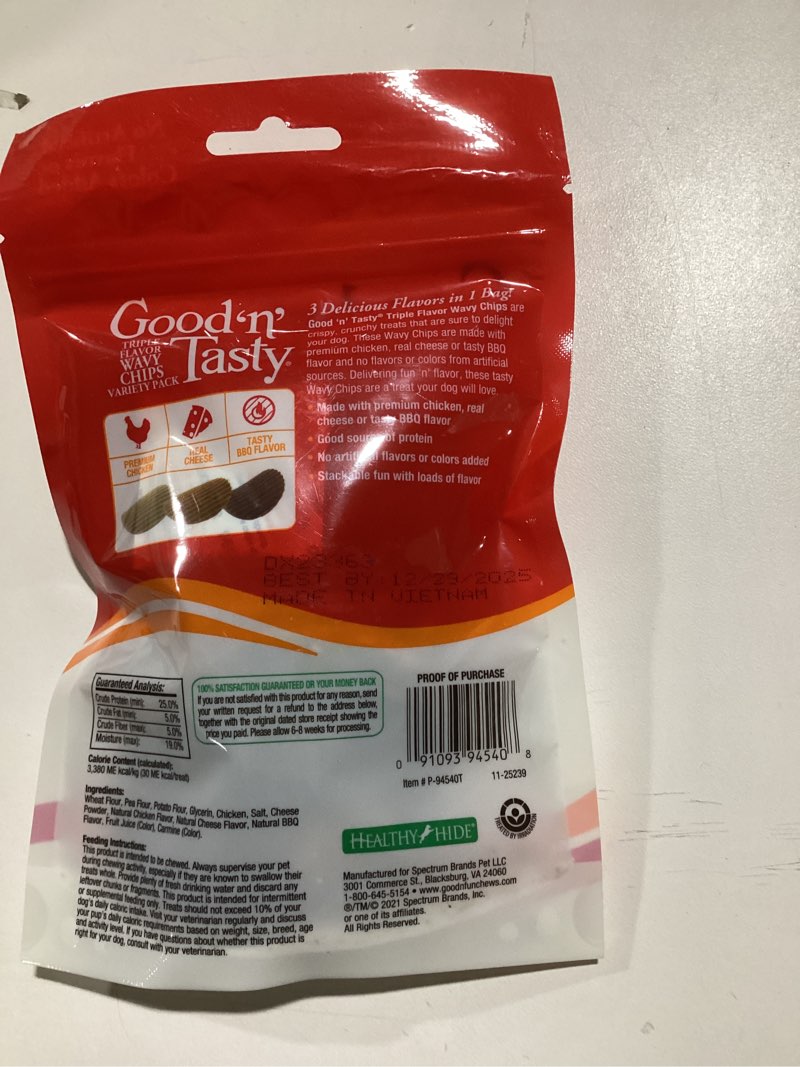 Good 'n' Tasty®
TRIPLE
FLAVOR
WAVY
CHIPS
VARIETY PACK
PREMIUM
CHICKEN
REAL
CHEESE
TASTY
BBQ FLAVOR
3 Delicious Flavors in 1 Bag!
Good 'n' Tasty® Triple Flavor Wavy Chips are
crispy, crunchy treats that are sure to delight
your dog. These Wavy Chips are made with
premium chicken, real cheese or tasty BBQ
flavor and no flavors or colors from artificial
sources. Delivering fun 'n' flavor, these tasty
Wavy Chips are a treat your dog will love.
• Made with premium chicken, real
cheese or tasty BBQ flavor
• Good source of protein
• No artificial flavors or colors added
• Stackable fun with loads of flavor
BEST BY 12/29/2025
MADE IN VIETNAM
Guaranteed Analysis:
Crude Protein (min): 25.0%
Crude Fat (min): 5.0%
Crude Fiber (max): 5.0%
Moisture (max): 19.0%
Calorie Content (calculated):
3,380 ME kcal/kg (30 ME kcal/treat)
100% SATISFACTION GUARANTEED OR YOUR MONEY BACK
If you are not satisfied with this product for any reason, send
your written request for a refund to the address below,
together with the original dated store receipt showing the
price you paid. Please allow 6-8 weeks for processing.
PROOF OF PURCHASE
0 91093 94540 8
Item # P-94540T 11-25239
Ingredients:
Wheat Flour, Pea Flour, Potato Flour, Glycerin, Chicken, Salt, Cheese
Powder, Natural Chicken Flavor, Natural Cheese Flavor, Natural BBQ
Flavor, Fruit Juice (Color), Carmine (Color).
Feeding Instructions:
This product is intended to be chewed. Always supervise your pet
during chewing activity, especially if they are known to swallow their
treats whole. Provide plenty of fresh drinking water and discard any
leftover chunks or fragments. This product is intended for intermittent
or supplemental feeding only. Treats should not exceed 10% of your
dog's daily caloric intake. Visit your veterinarian regularly and discuss
your pup's daily caloric requirements based on weight, size, breed, age
and activity level. If you have questions about whether this product is
right for your dog, consult with your veterinarian.
HEALTHY HIDE®
TREATED BY IRRADIATION
Manufactured for Spectrum Brands Pet LLC
3001 Commerce St., Blacksburg, VA 24060
1-800-645-5154 • www.goodnfunchews.com
®/TM/© 2021 Spectrum Brands, Inc.
or one of its affiliates.
All Rights Reserved.